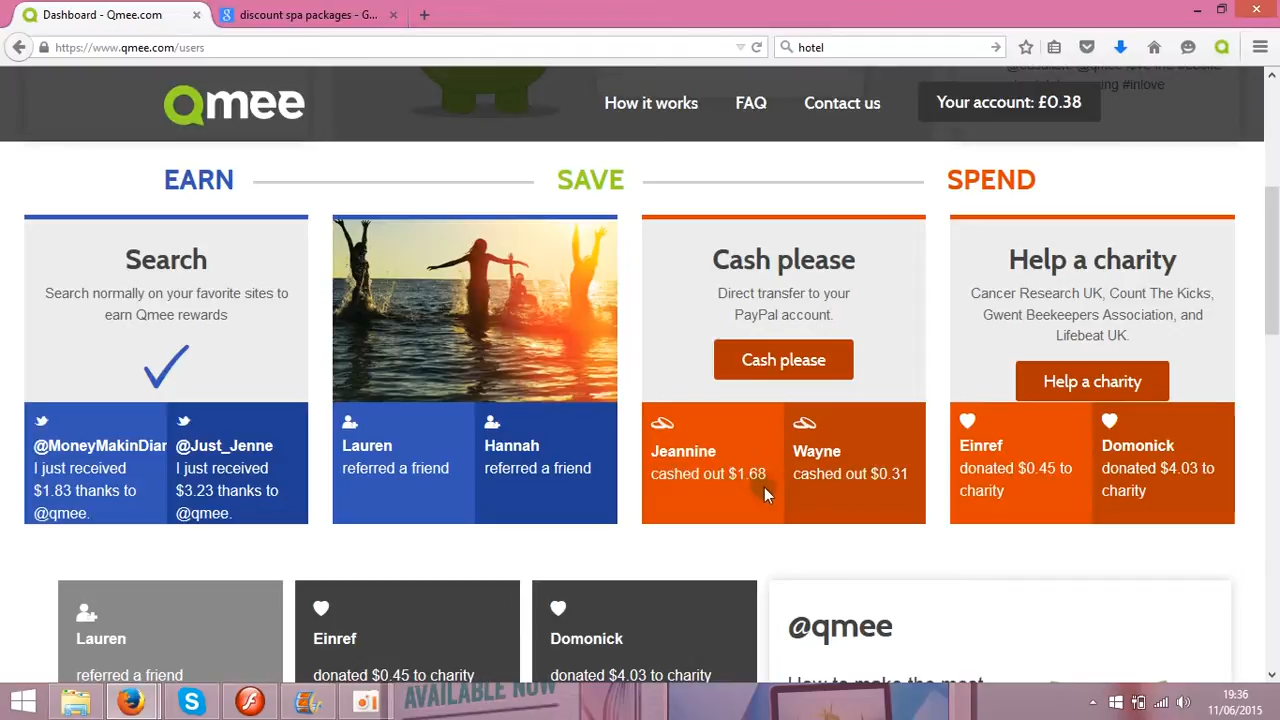 Dashboard - Qmee.com
discount spa packages - G...
https://www.qmee.com/users
hotel
Qmee
How it works
FAQ
Contact us
Your account: £0.38
#inlove
EARN
SAVE
SPEND
Search
Search normally on your favorite sites to
earn Qmee rewards
@MoneyMakinDiar
I just received
$1.83 thanks to
@qmee.
@Just_Jenne
I just received
$3.23 thanks to
@qmee.
Lauren
referred a friend
Hannah
referred a friend
Cash please
Direct transfer to your
PayPal account.
Cash please
Jeannine
cashed out $1.68
Wayne
cashed out $0.31
Help a charity
Cancer Research UK, Count The Kicks,
Gwent Beekeepers Association, and
Lifebeat UK.
Help a charity
Einref
donated $0.45 to
charity
Domonick
donated $4.03 to
charity
Lauren
referred a friend
Einref
donated $0.45 to charity
Domonick
donated $4.03 to charity
@qmee
How to make the most
AVAILABLE NOW
19:36
11/06/2015